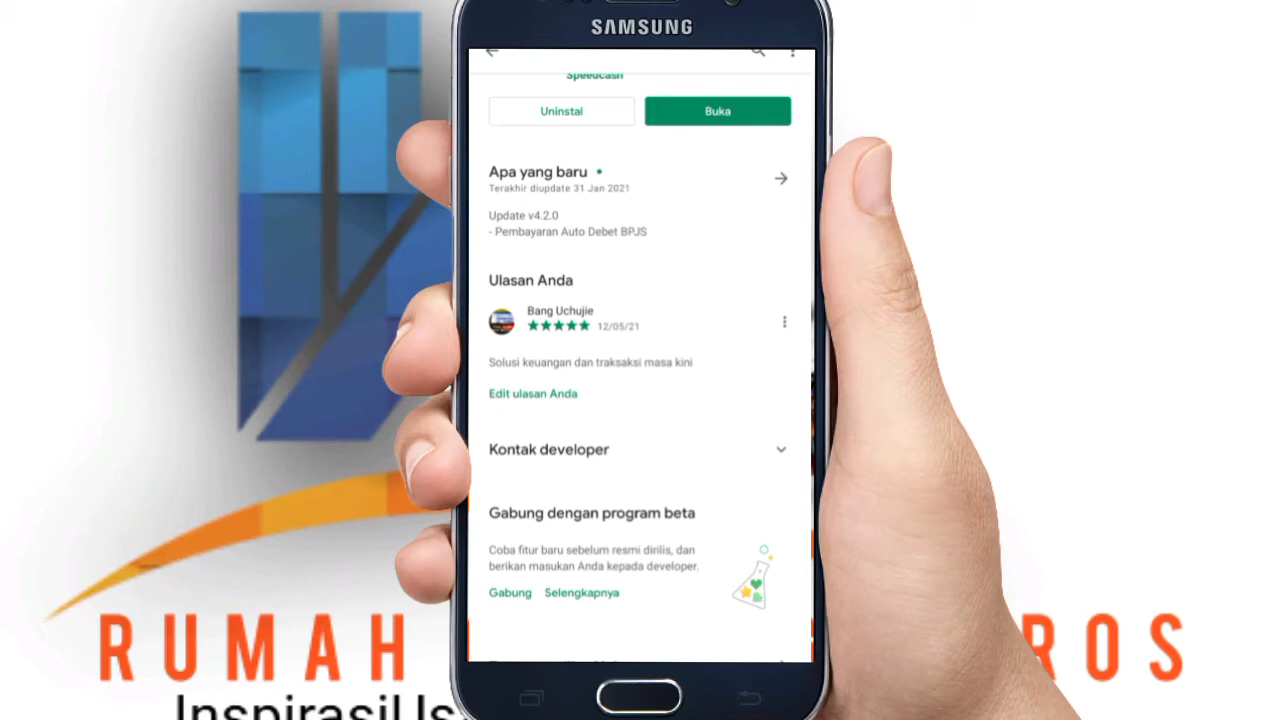 SAMSUNG
Speedcash
Uninstal
Buka
Apa yang baru
Terakhir diupdate 31 Jan 2021
Update v4.2.0
- Pembayaran Auto Debet BPJS
Ulasan Anda
Bang Uchujie
12/05/21
Solusi keuangan dan traksaksi masa kini
Edit ulasan Anda
Kontak developer
Gabung dengan program beta
Coba fitur baru sebelum resmi dirilis, dan
berikan masukan Anda kepada developer.
Gabung Selengkapnya
RUMAH ROS